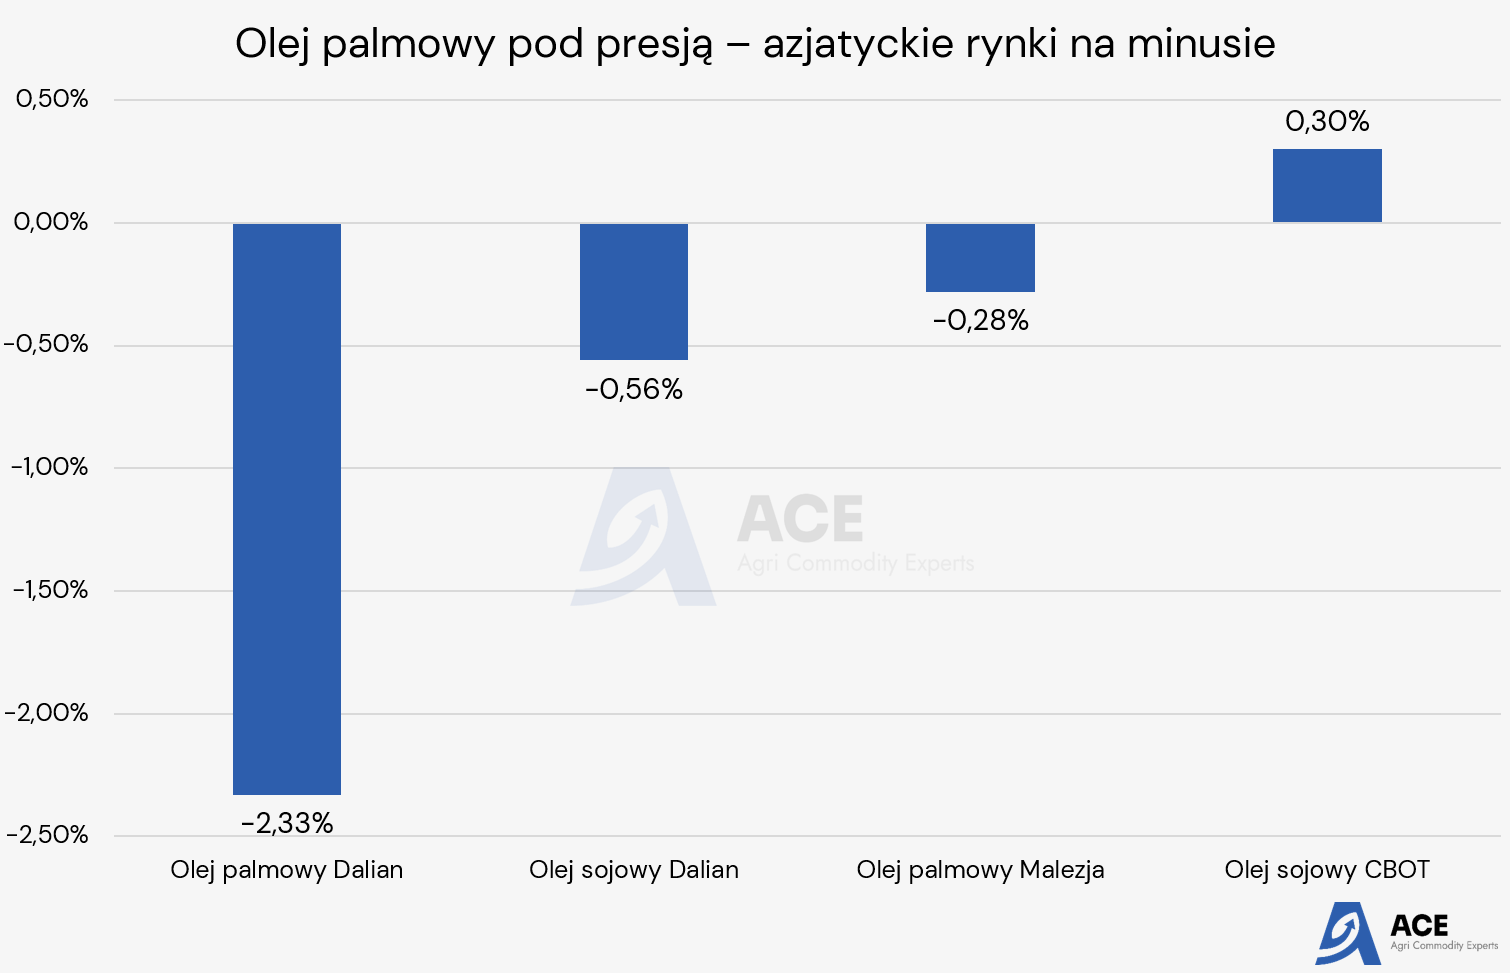 Olej palmowy pod presją – azjatyckie rynki na minusie
0,50%
0,30%
0,00%
-0,28%
-0,50%
-0,56%
-1,00%
ACE
Agri Commodity Experts
-1,50%
-2,00%
-2,33%
-2,50%
Olej palmowy Dalian
Olej sojowy Dalian
Olej palmowy Malezja
Olej sojowy CBOT
ACE
Agri Commodity Experts